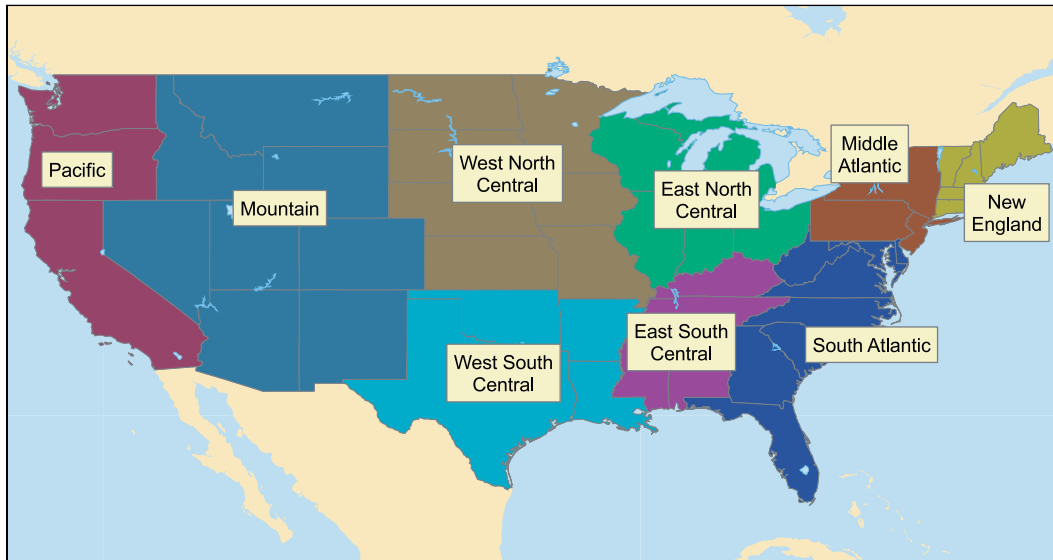 Pacific
Mountain
West North
Central
East North
Central
Middle
Atlantic
New
England
West South
Central
East South
Central
South Atlantic